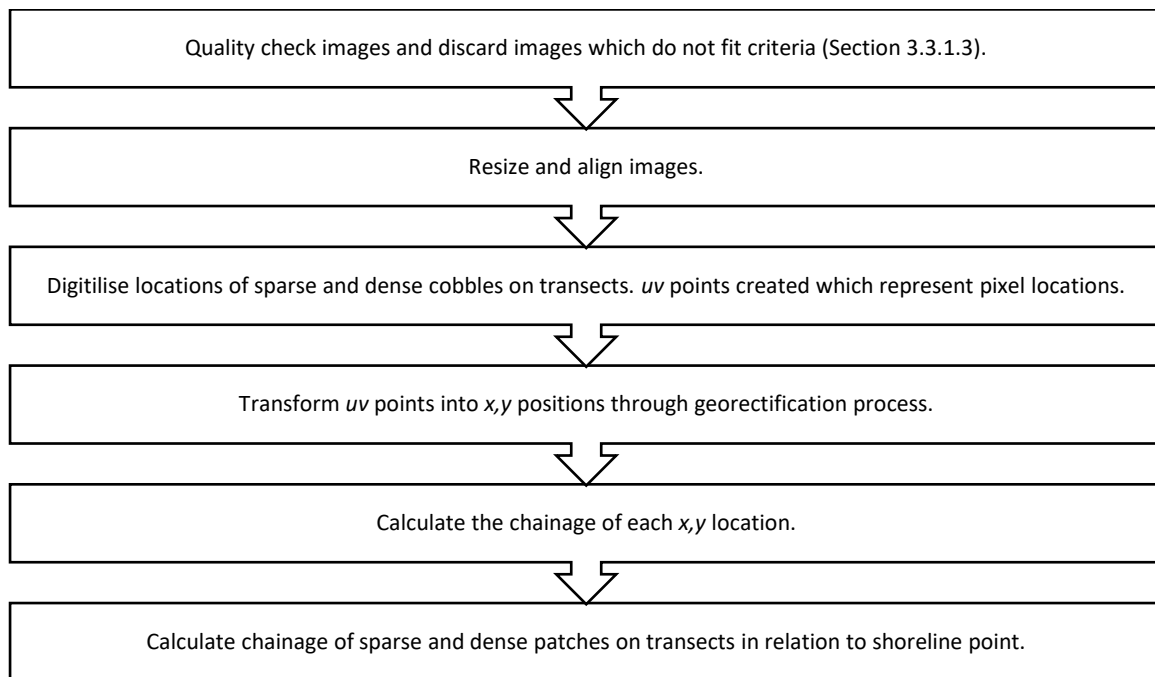 Quality check images and discard images which do not fit criteria (Section 3.3.1.3).
Resize and align images.
Digitilise locations of sparse and dense cobbles on transects. uv points created which represent pixel locations.
Transform uv points into x,y positions through georectification process.
Calculate the chainage of each x,y location.
Calculate chainage of sparse and dense patches on transects in relation to shoreline point.